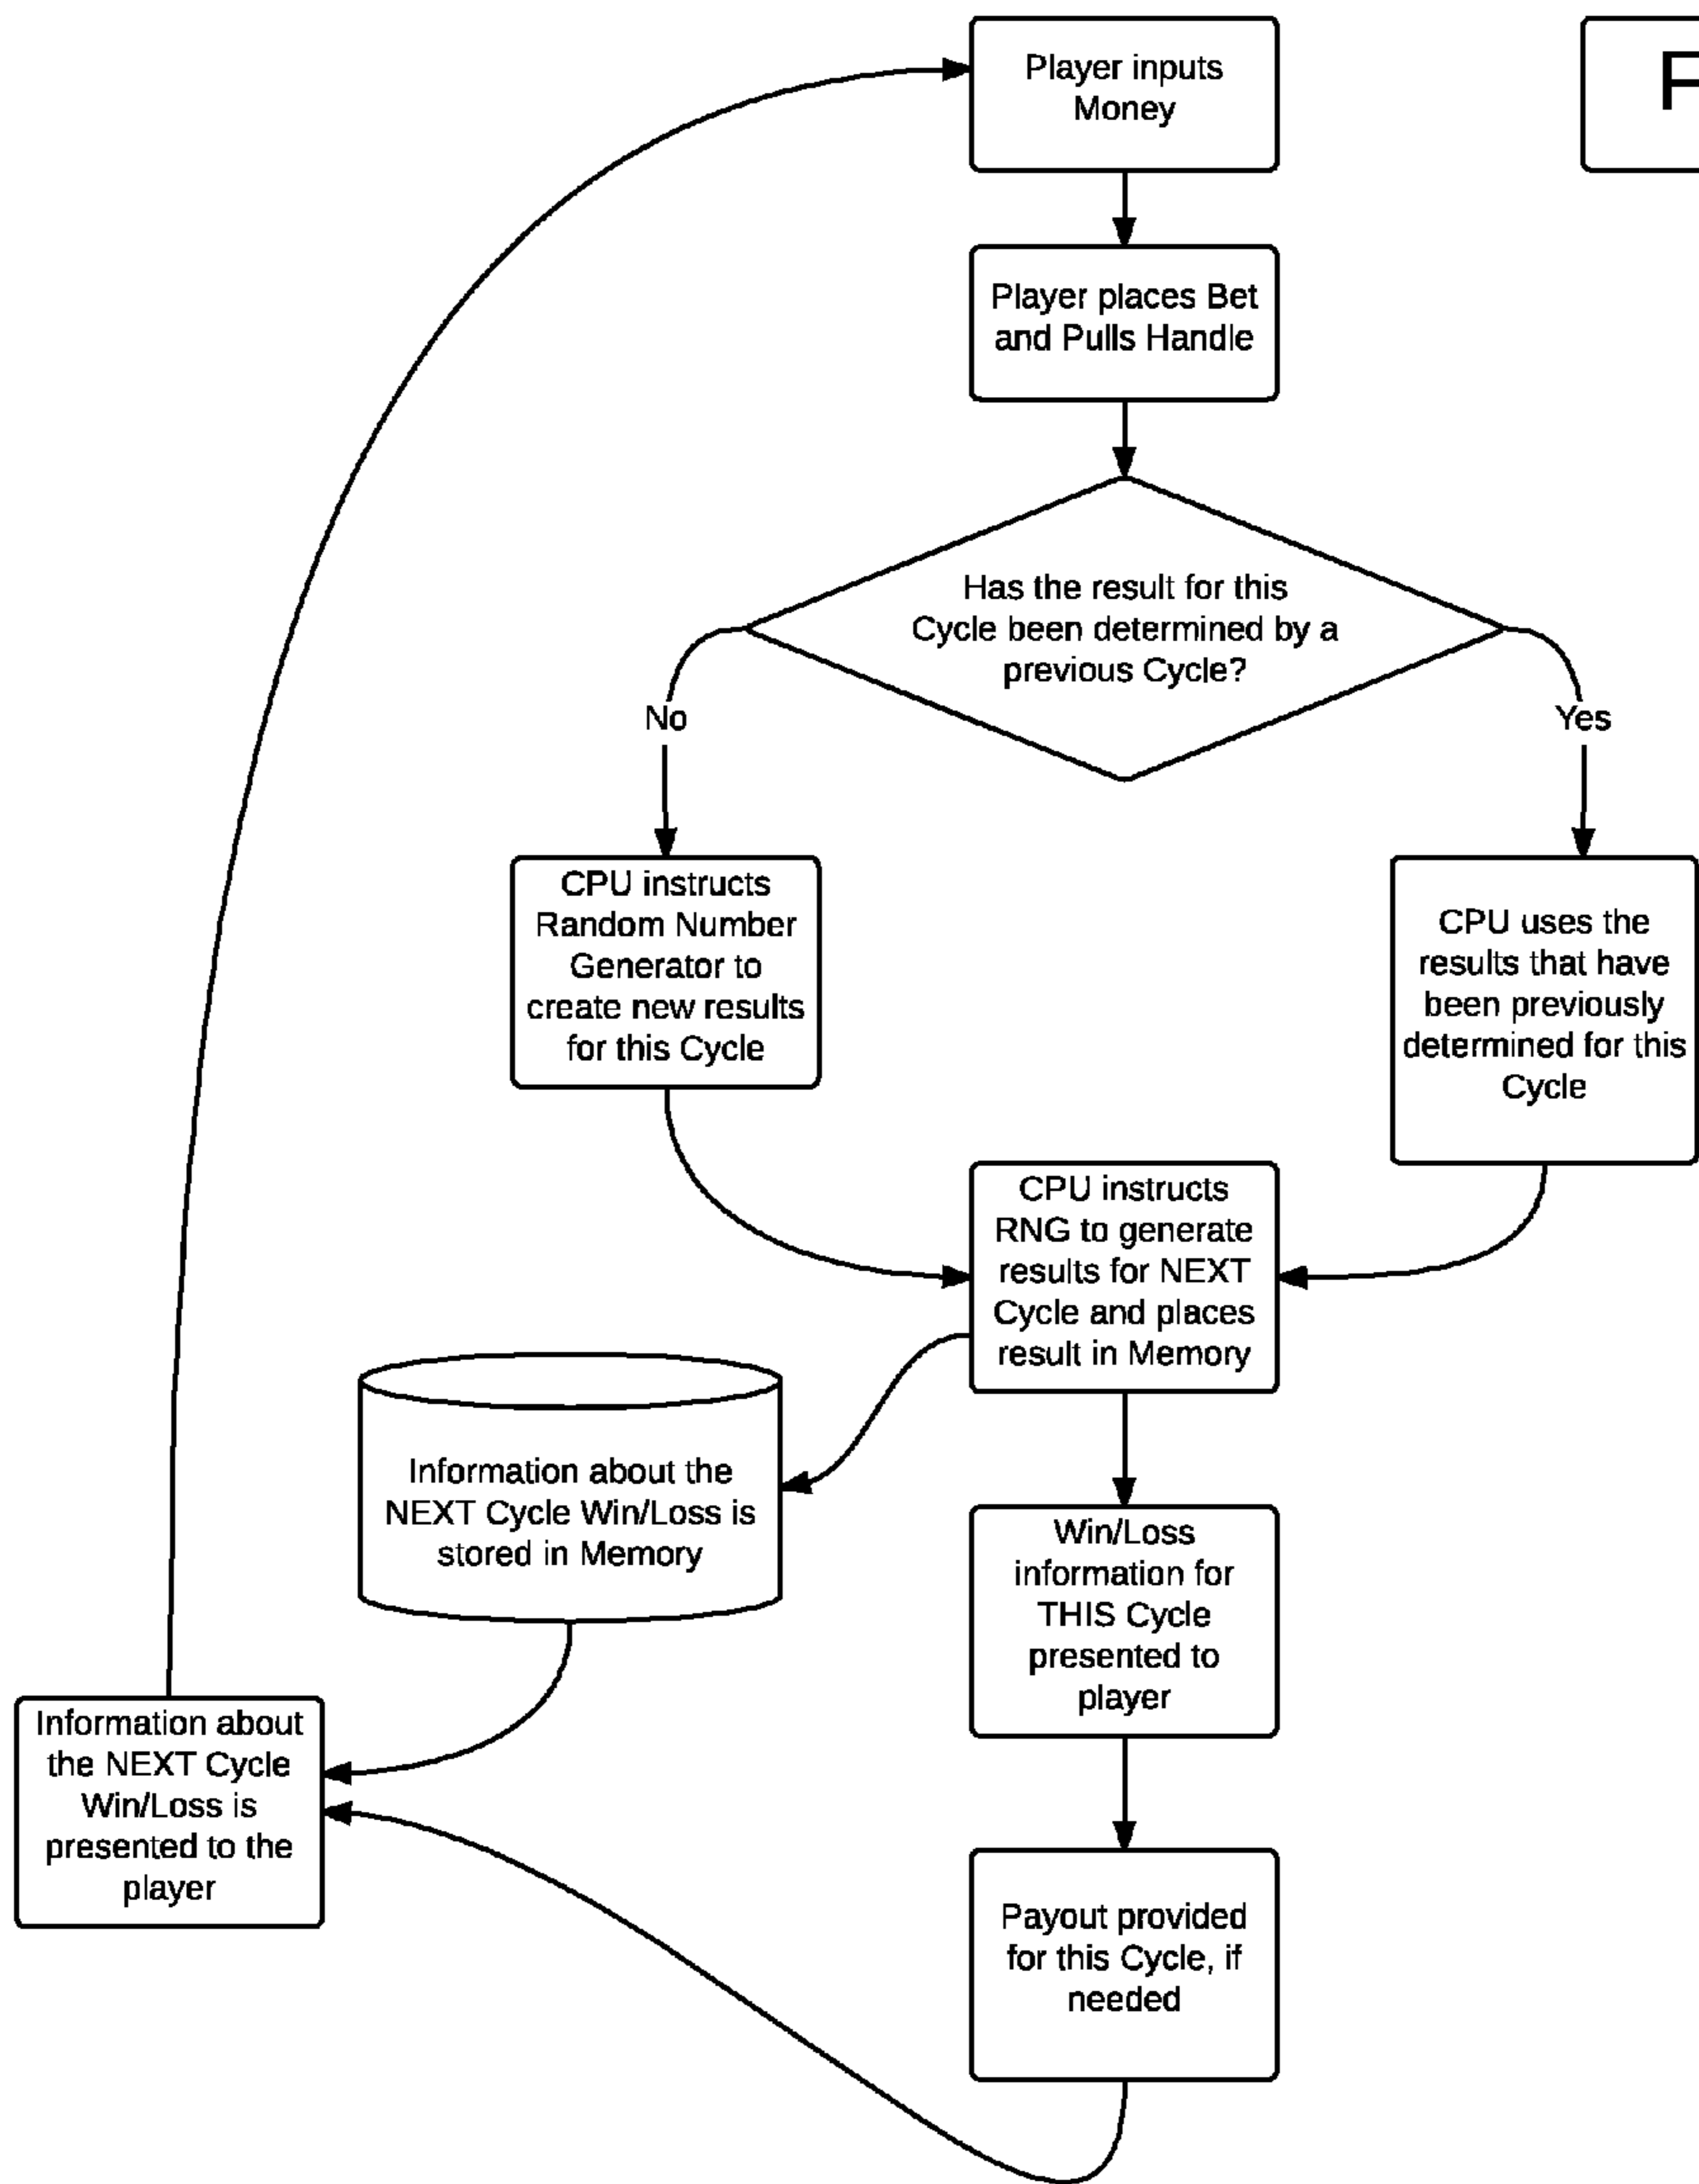 Player inputs
Money
F
Player places Bet
and Pulls Handle
Has the result for this
Cycle been determined by a
previous Cycle?
No
Yes
CPU instructs
Random Number
Generator to
create new results
for this Cycle
CPU uses the
results that have
been previously
determined for this
Cycle
CPU instructs
RNG to generate
results for NEXT
Cycle and places
result in Memory
Information about the
NEXT Cycle Win/Loss is
stored in Memory
Win/Loss
information for
THIS Cycle
presented to
player
Information about
the NEXT Cycle
Win/Loss is
presented to the
player
Payout provided
for this Cycle, if
needed